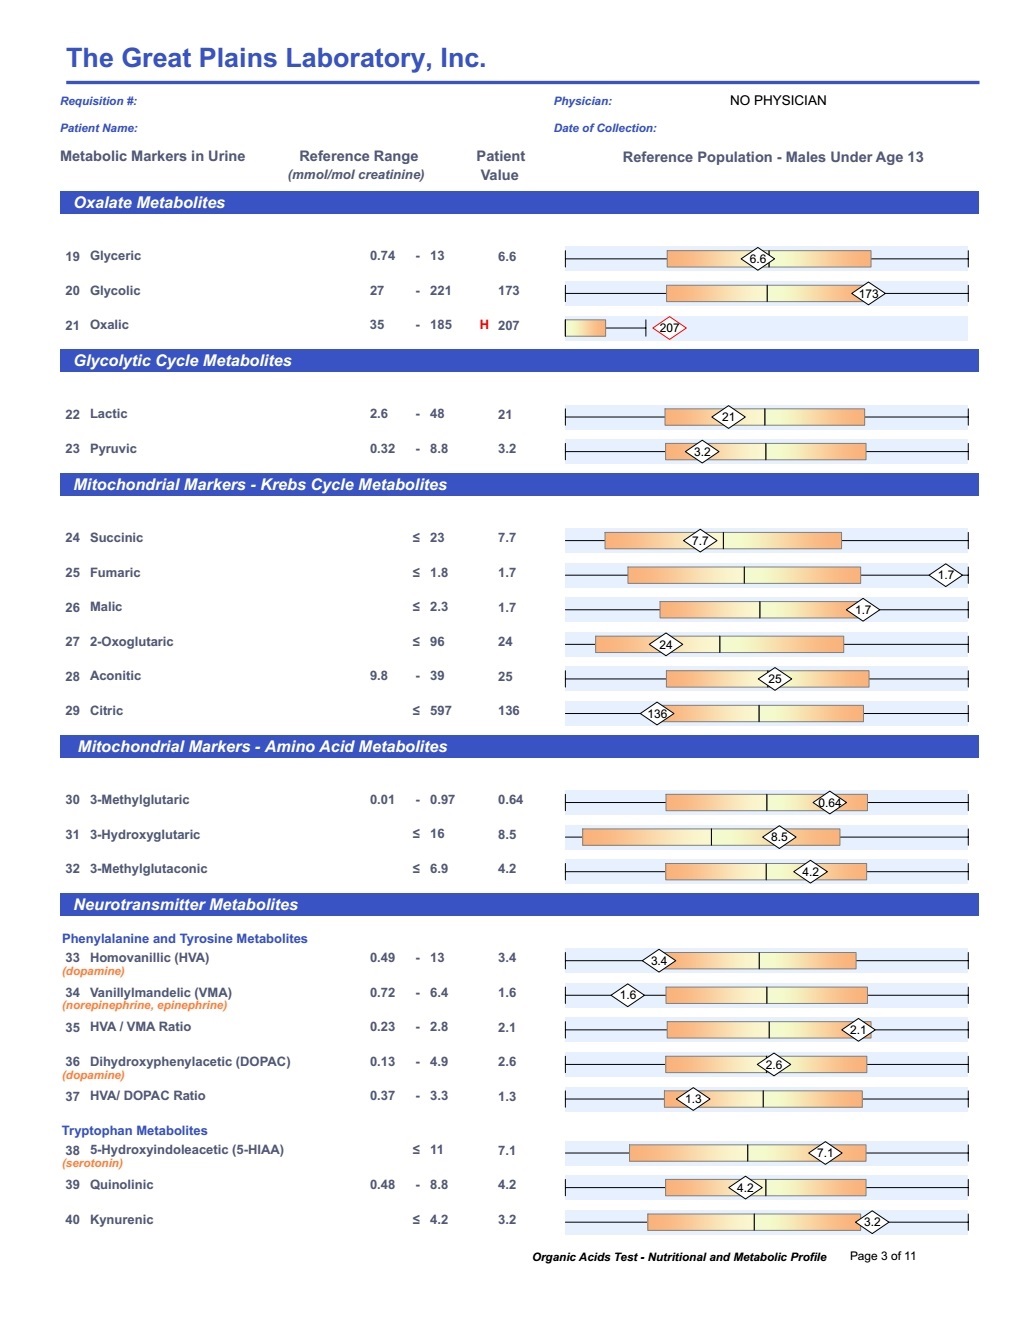 The Great Plains Laboratory, Inc.
Requisition #: Physician: NO PHYSICIAN
Patient Name: Date of Collection:
Metabolic Markers in Urine Reference Range Patient Reference Population - Males Under Age 13
(mmol/mol creatinine) Value
Oxalate Metabolites
19 Glyceric 0.74 - 13 6.6 6.6
20 Glycolic 27 - 221 173 173
21 Oxalic 35 - 185 H 207 207
Glycolytic Cycle Metabolites
22 Lactic 2.6 - 48 21 21
23 Pyruvic 0.32 - 8.8 3.2 3.2
Mitochondrial Markers - Krebs Cycle Metabolites
24 Succinic ≤ 23 7.7 7.7
25 Fumaric ≤ 1.8 1.7 1.7
26 Malic ≤ 2.3 1.7 1.7
27 2-Oxoglutaric ≤ 96 24 24
28 Aconitic 9.8 - 39 25 25
29 Citric ≤ 597 136 136
Mitochondrial Markers - Amino Acid Metabolites
30 3-Methylglutaric 0.01 - 0.97 0.64 0.64
31 3-Hydroxyglutaric ≤ 16 8.5 8.5
32 3-Methylglutaconic ≤ 6.9 4.2 4.2
Neurotransmitter Metabolites
Phenylalanine and Tyrosine Metabolites
33 Homovanillic (HVA) 0.49 - 13 3.4 3.4
(dopamine)
34 Vanillylmandelic (VMA) 0.72 - 6.4 1.6 1.6
(norepinephrine, epinephrine)
35 HVA / VMA Ratio 0.23 - 2.8 2.1 2.1
36 Dihydroxyphenylacetic (DOPAC) 0.13 - 4.9 2.6 2.6
(dopamine)
37 HVA/ DOPAC Ratio 0.37 - 3.3 1.3 1.3
Tryptophan Metabolites
38 5-Hydroxyindoleacetic (5-HIAA) ≤ 11 7.1 7.1
(serotonin)
39 Quinolinic 0.48 - 8.8 4.2 4.2
40 Kynurenic ≤ 4.2 3.2 3.2
Organic Acids Test - Nutritional and Metabolic Profile Page 3 of 11